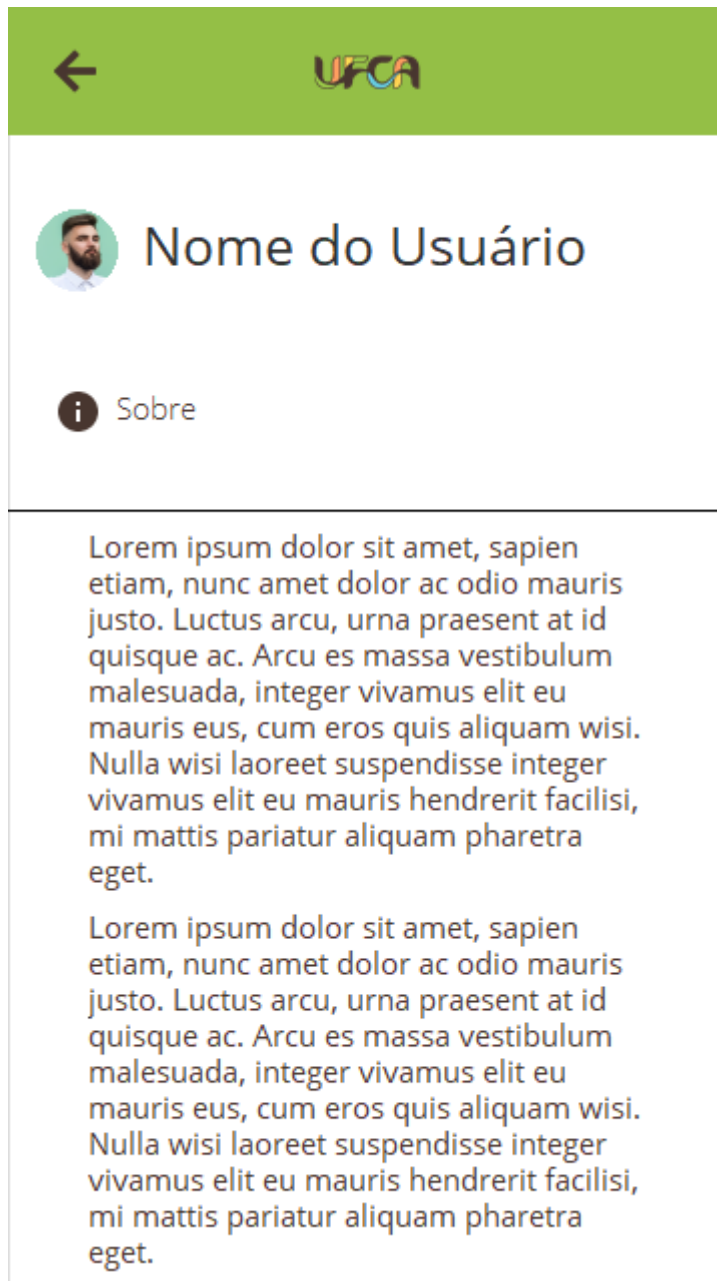 UFCA
Nome do Usuário
Sobre
Lorem ipsum dolor sit amet, sapien
etiam, nunc amet dolor ac odio mauris
justo. Luctus arcu, urna praesent at id
quisque ac. Arcu es massa vestibulum
malesuada, integer vivamus elit eu
mauris eus, cum eros quis aliquam wisi.
Nulla wisi laoreet suspendisse integer
vivamus elit eu mauris hendrerit facilisi,
mi mattis pariatur aliquam pharetra
eget.
Lorem ipsum dolor sit amet, sapien
etiam, nunc amet dolor ac odio mauris
justo. Luctus arcu, urna praesent at id
quisque ac. Arcu es massa vestibulum
malesuada, integer vivamus elit eu
mauris eus, cum eros quis aliquam wisi.
Nulla wisi laoreet suspendisse integer
vivamus elit eu mauris hendrerit facilisi,
mi mattis pariatur aliquam pharetra
eget.